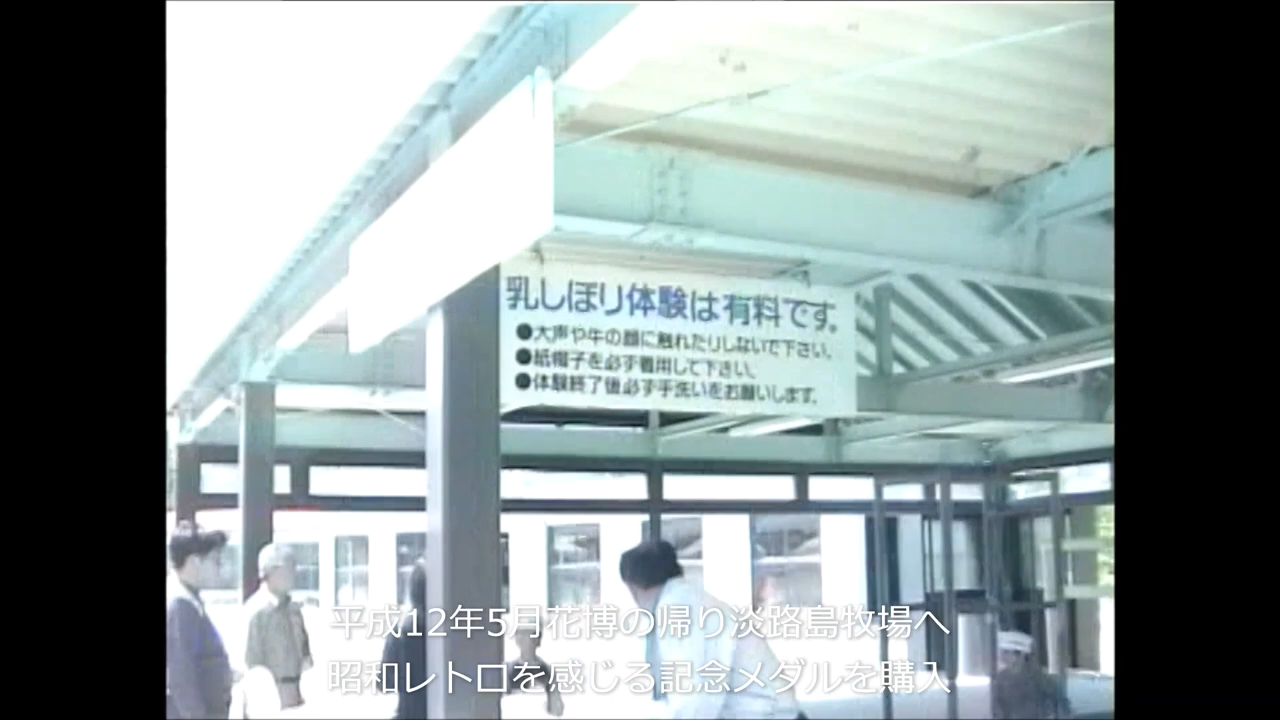 乳しぼり体験は有料です。
●大声や牛の顔に触れたりしないで下さい。
●紙帽子を必ず着用して下さい。
●体験終了後必ず手洗いをお願いします。
平成12年5月花博の帰り淡路島牧場へ
昭和レトロを感じる記念メダルを購入